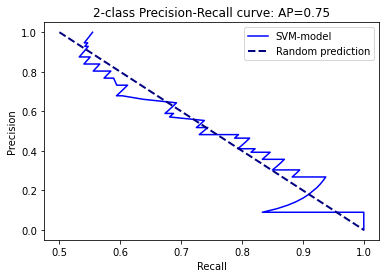 2-class Precision-Recall curve: AP=0.75
SVM-model
Random prediction
Precision
1.0
0.8
0.6
0.4
0.2
0.0
0.5
0.6
0.7
0.8
0.9
1.0
Recall